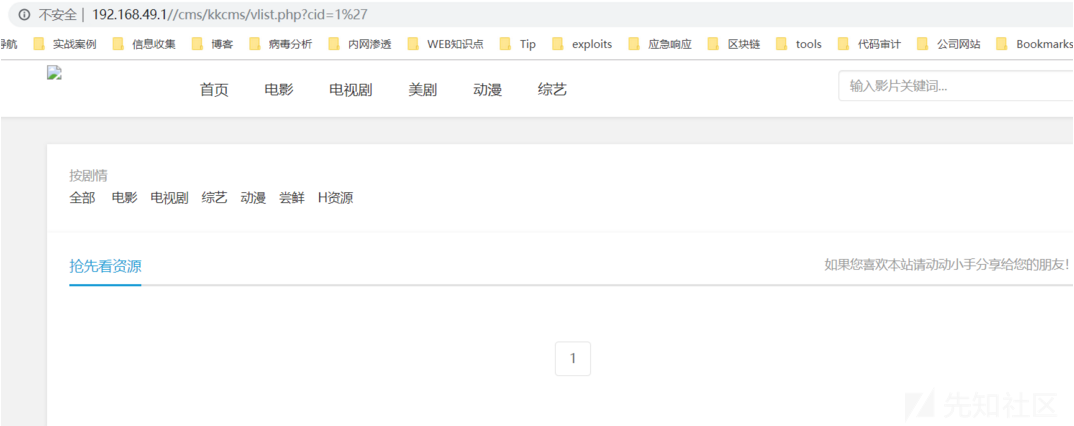 不安全 | 192.168.49.1//cms/kkcms/vlist.php?cid=1%27
导航 实战案例 信息收集 博客 病毒分析 内网渗透 WEB知识点 Tip exploits 应急响应 区块链 tools 代码审计 公司网站 Bookmarks
首页 电影 电视剧 美剧 动漫 综艺 输入影片关键词...
按剧情
全部 电影 电视剧 综艺 动漫 尝鲜 H资源
抢先看资源 如果您喜欢本站请动动小手分享给您的朋友!
1
先知社区